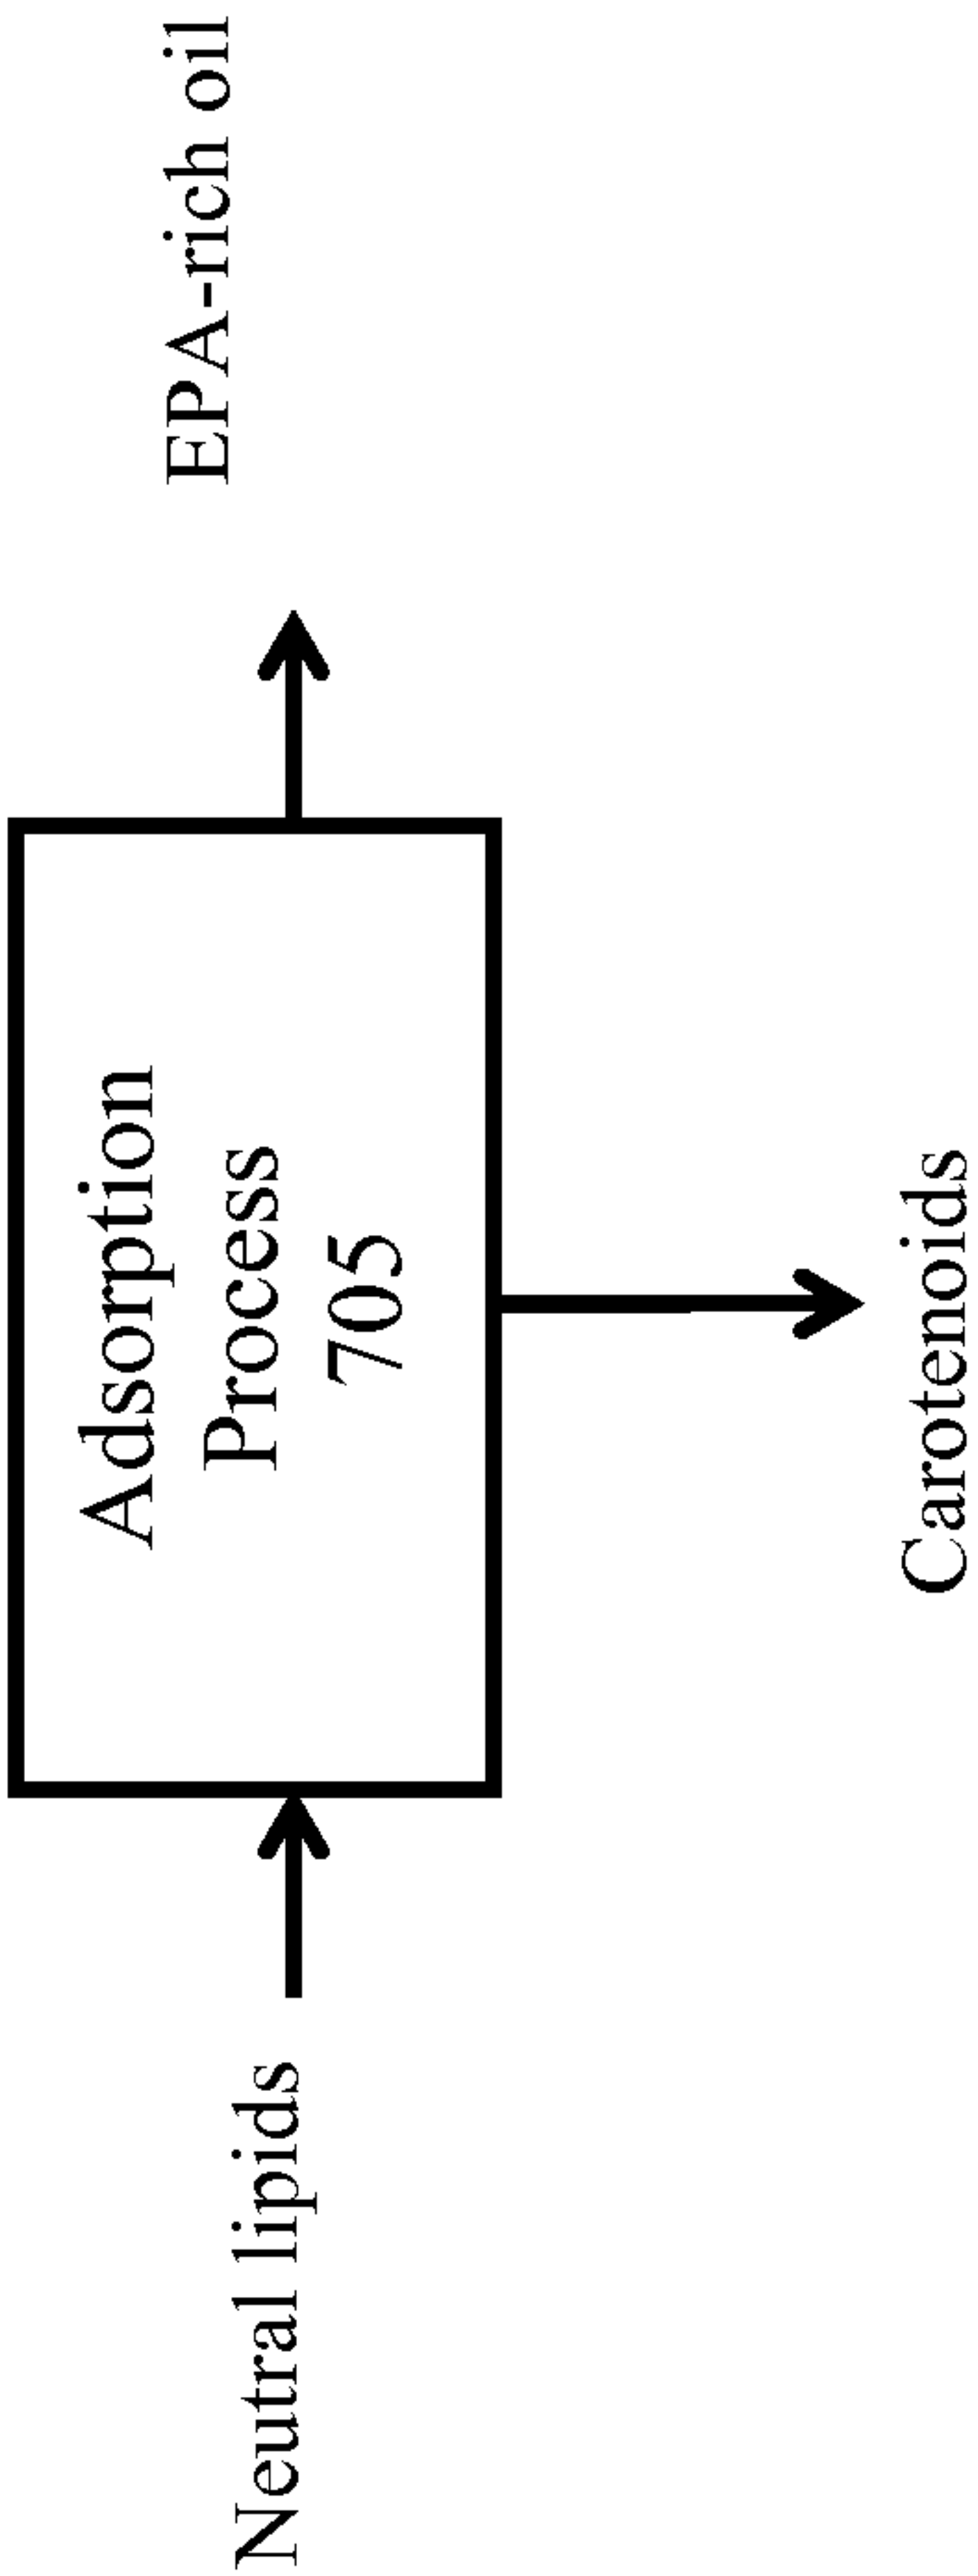 Neutral lipids
Adsorption
Process
705
EPA-rich oil
Carotenoids